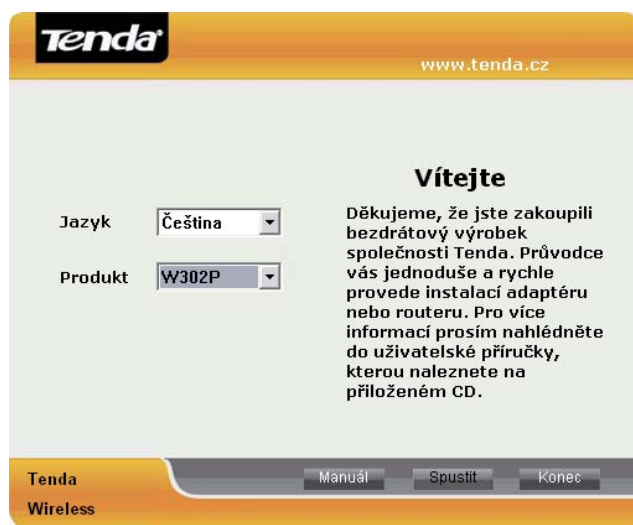 Tenda
www.tenda.cz
Vítejte
Jazyk
Čeština
Produkt
W302P
Děkujeme, že jste zakoupili
bezdrátový výrobek
společnosti Tenda. Průvodce
vás jednoduše a rychle
provede instalací adaptéru
nebo routeru. Pro více
informací prosím nahlédněte
do uživatelské příručky,
kterou naleznete na
přiloženém CD.
Tenda
Wireless
Manuál
Spustit
Konec